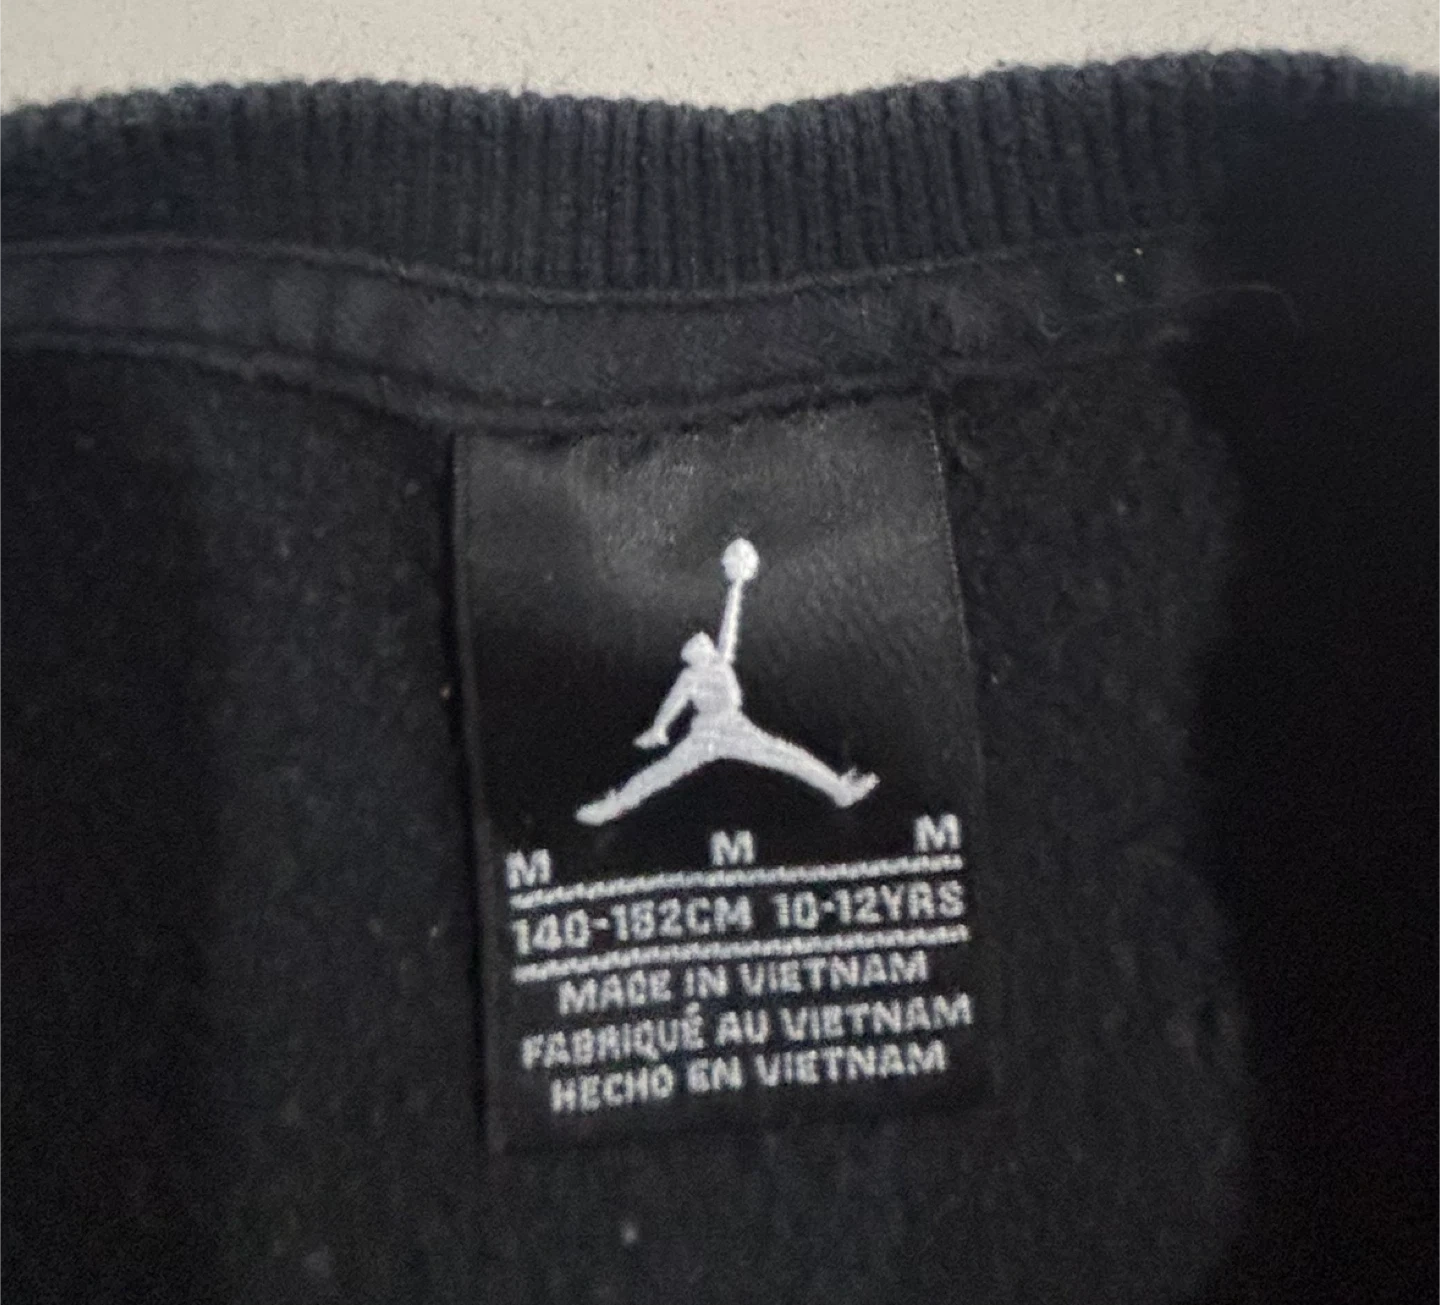 M M M
140-152CM 10-12YRS
MADE IN VIETNAM
FABRIQUÉ AU VIETNAM
HECHO EN VIETNAM